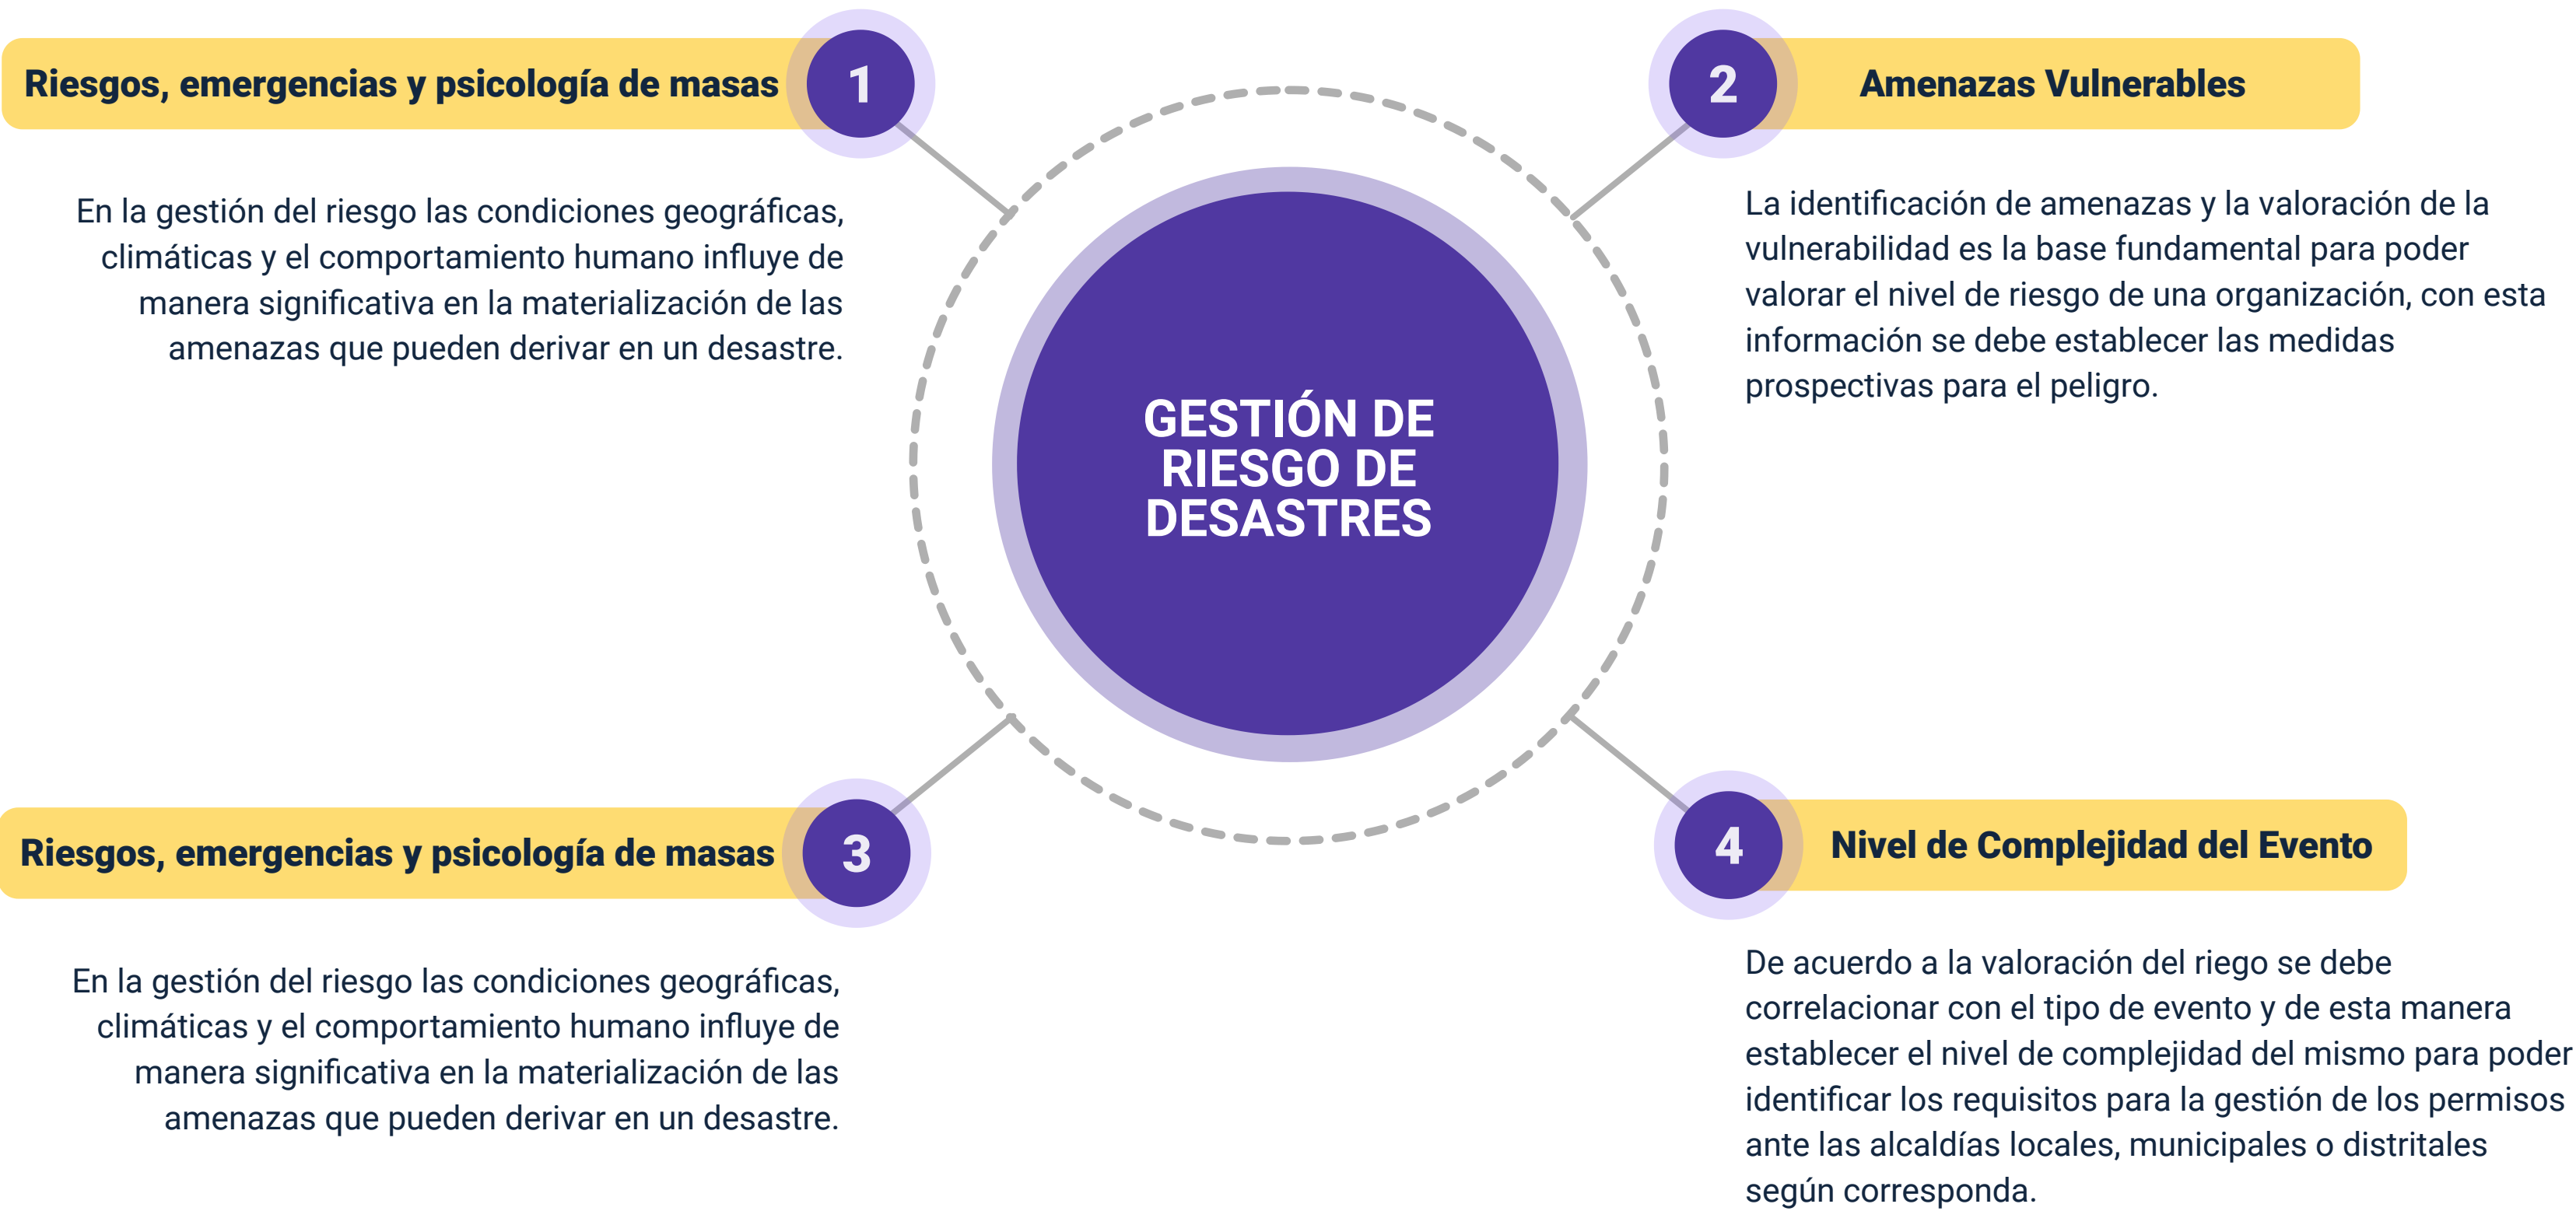 Riesgos, emergencias y psicología de masas
1
En la gestión del riesgo las condiciones geográficas,
climáticas y el comportamiento humano influye de
manera significativa en la materialización de las
amenazas que pueden derivar en un desastre.
2
Amenazas Vulnerables
La identificación de amenazas y la valoración de la
vulnerabilidad es la base fundamental para poder
valorar el nivel de riesgo de una organización, con esta
información se debe establecer las medidas
prospectivas para el peligro.
GESTIÓN DE
RIESGO DE
DESASTRES
Riesgos, emergencias y psicología de masas
3
En la gestión del riesgo las condiciones geográficas,
climáticas y el comportamiento humano influye de
manera significativa en la materialización de las
amenazas que pueden derivar en un desastre.
4
Nivel de Complejidad del Evento
De acuerdo a la valoración del riego se debe
correlacionar con el tipo de evento y de esta manera
establecer el nivel de complejidad del mismo para poder
identificar los requisitos para la gestión de los permisos
ante las alcaldías locales, municipales o distritales
según corresponda.